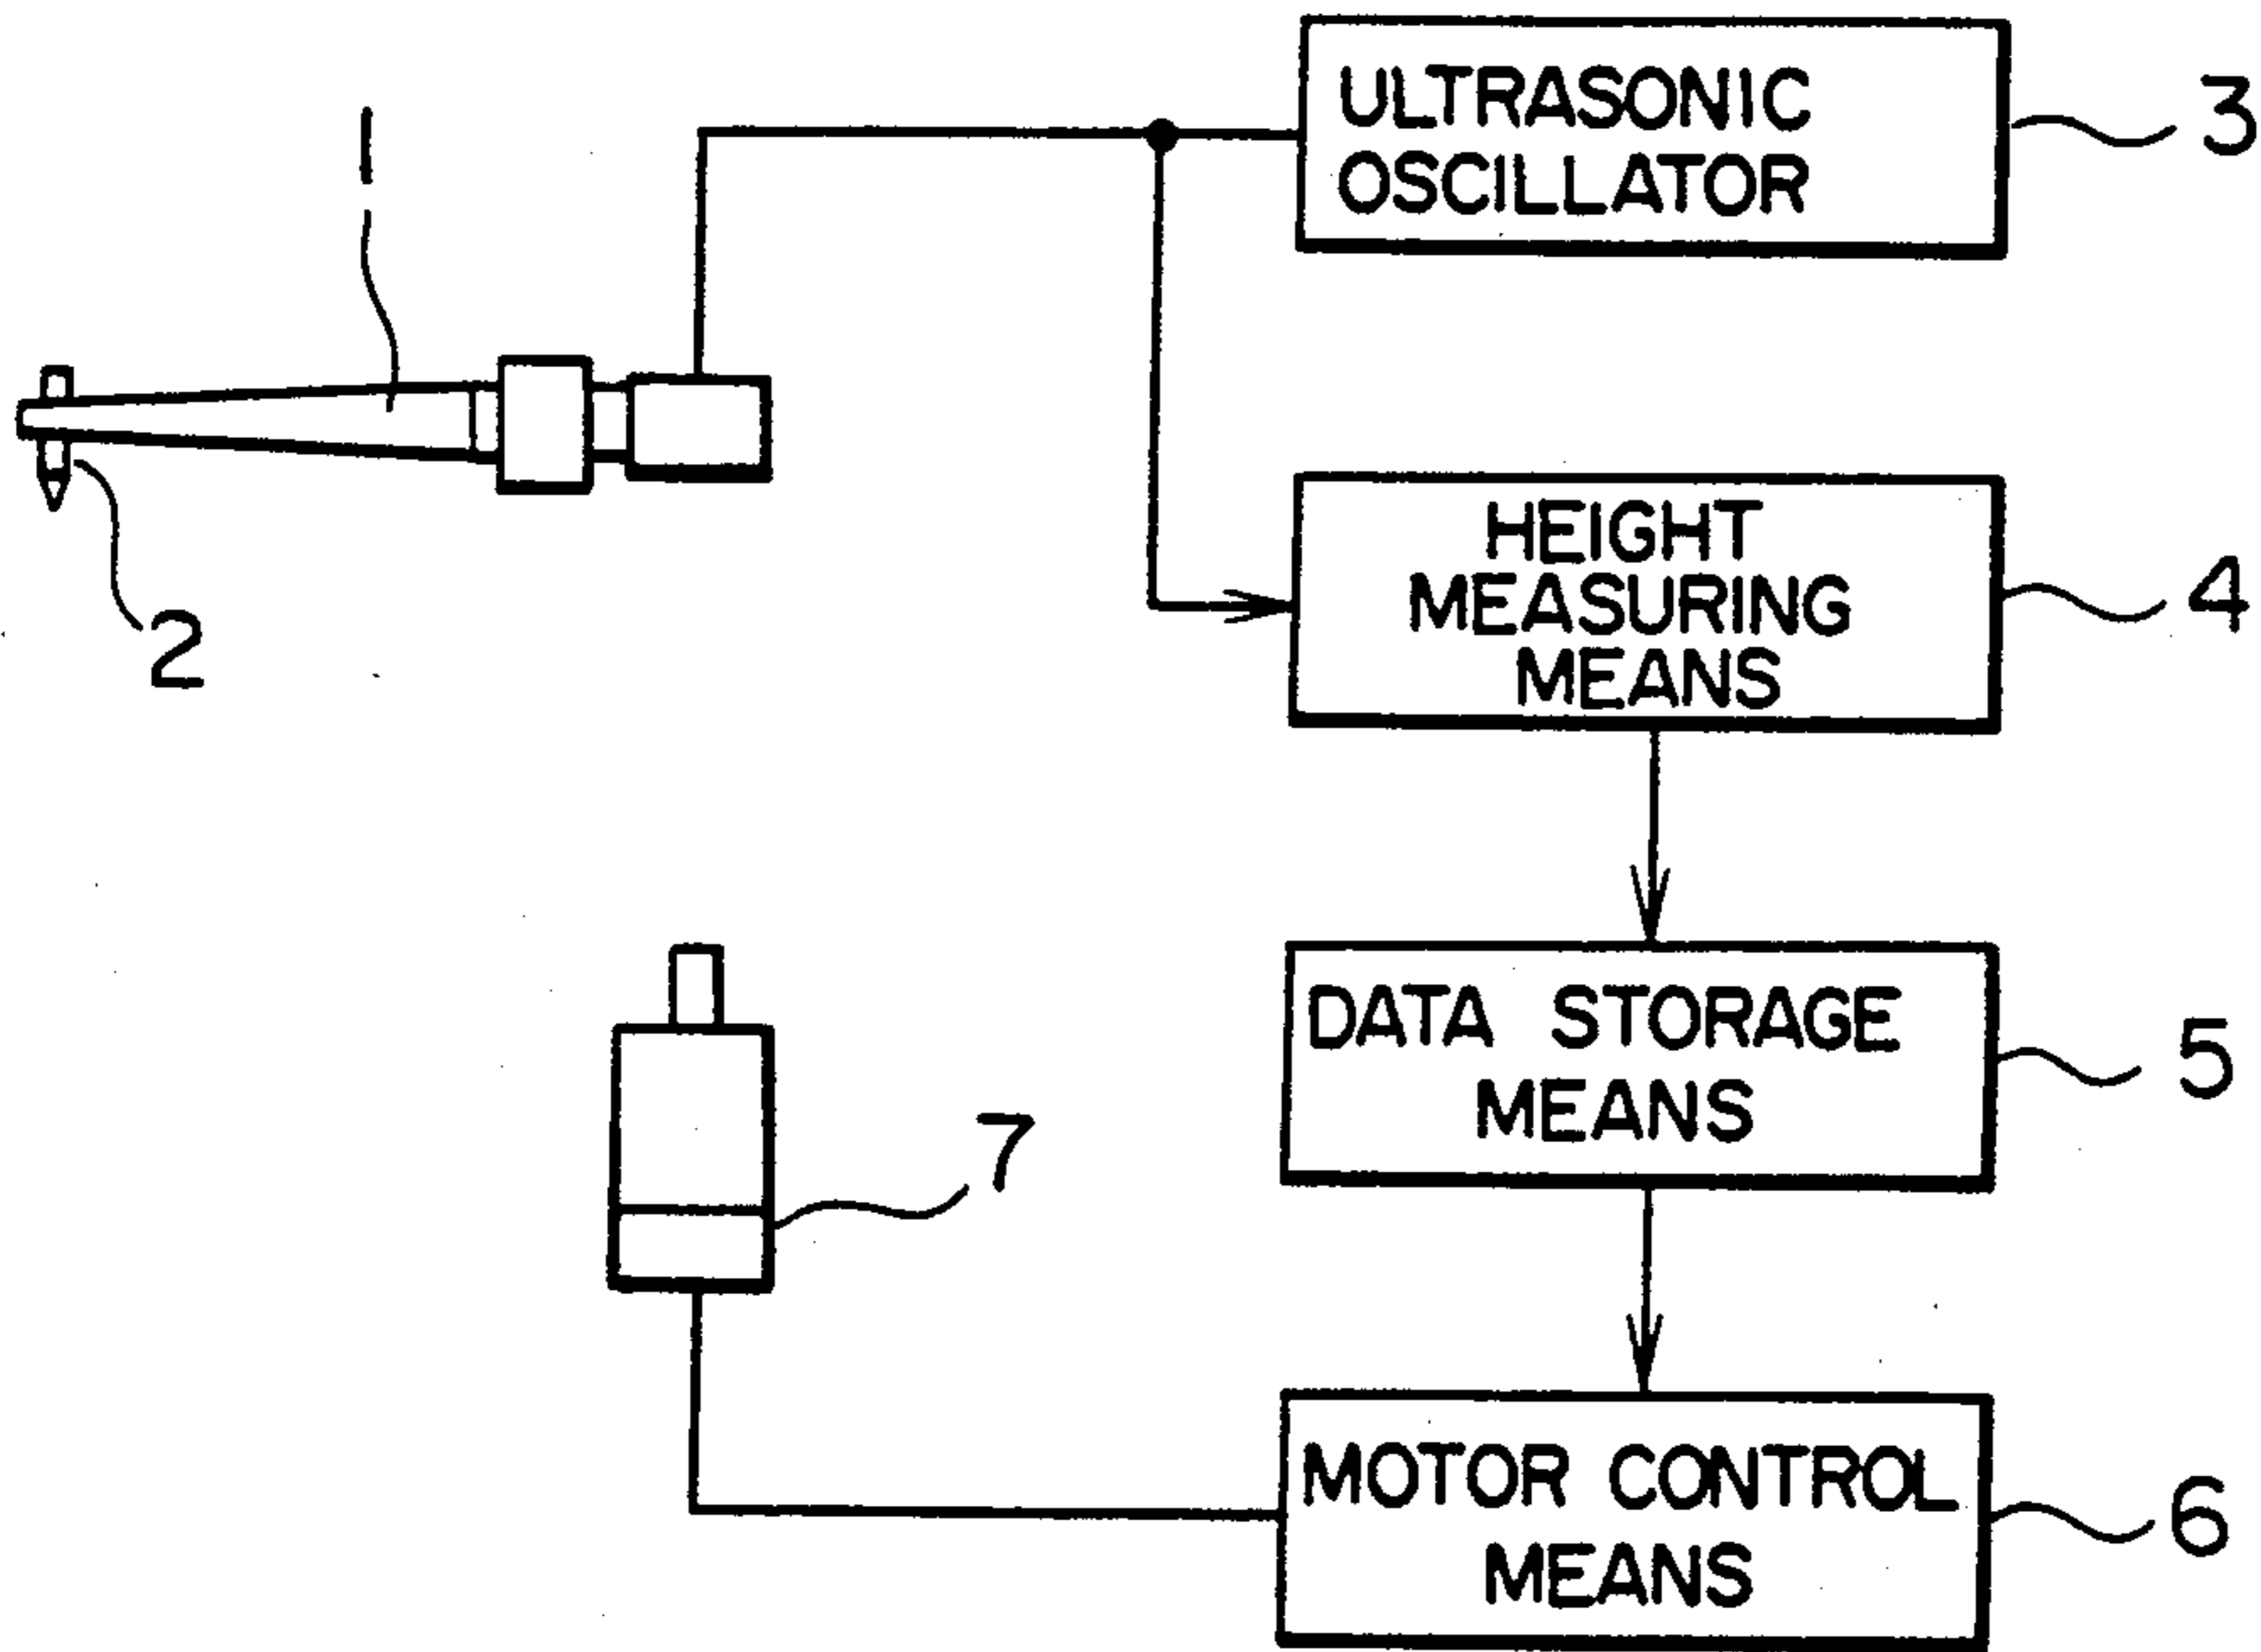 ULTRASONIC
OSCILLATOR
3
1
HEIGHT
MEASURING
MEANS
4
2
DATA STORAGE
MEANS
5
7
MOTOR CONTROL
MEANS
6